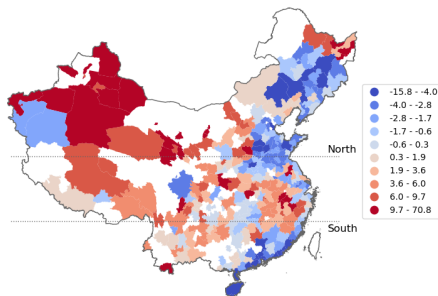 -15.8 - -4.0
-4.0 - -2.8
-2.8 - -1.7
-1.7 - -0.6
-0.6 - 0.3
0.3 - 1.9
1.9 - 3.6
3.6 - 6.0
6.0 - 9.7
9.7 - 70.8
North
South